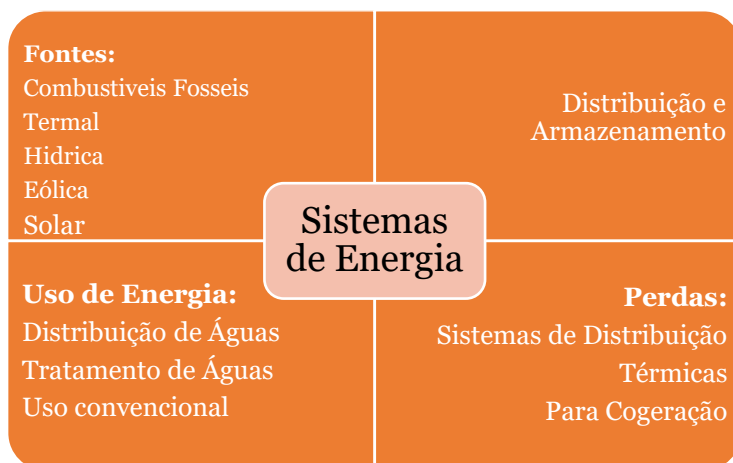 Fontes:
Combustiveis Fosseis
Termal
Hidrica
Eólica
Solar
Distribuição e
Armazenamento
Sistemas
de Energia
Uso de Energia:
Distribuição de Águas
Tratamento de Águas
Uso convencional
Perdas:
Sistemas de Distribuição
Térmicas
Para Cogeração